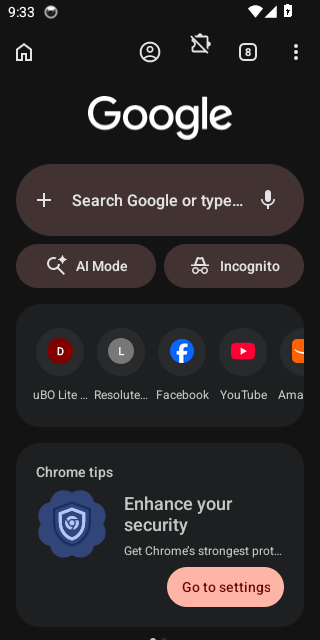 9:33
8
Google
Search Google or type…
AI Mode
Incognito
D
L
uBO Lite …
Resolute…
Facebook
YouTube
Ama
Chrome tips
Enhance your
security
Get Chrome's strongest prot…
Go to settings